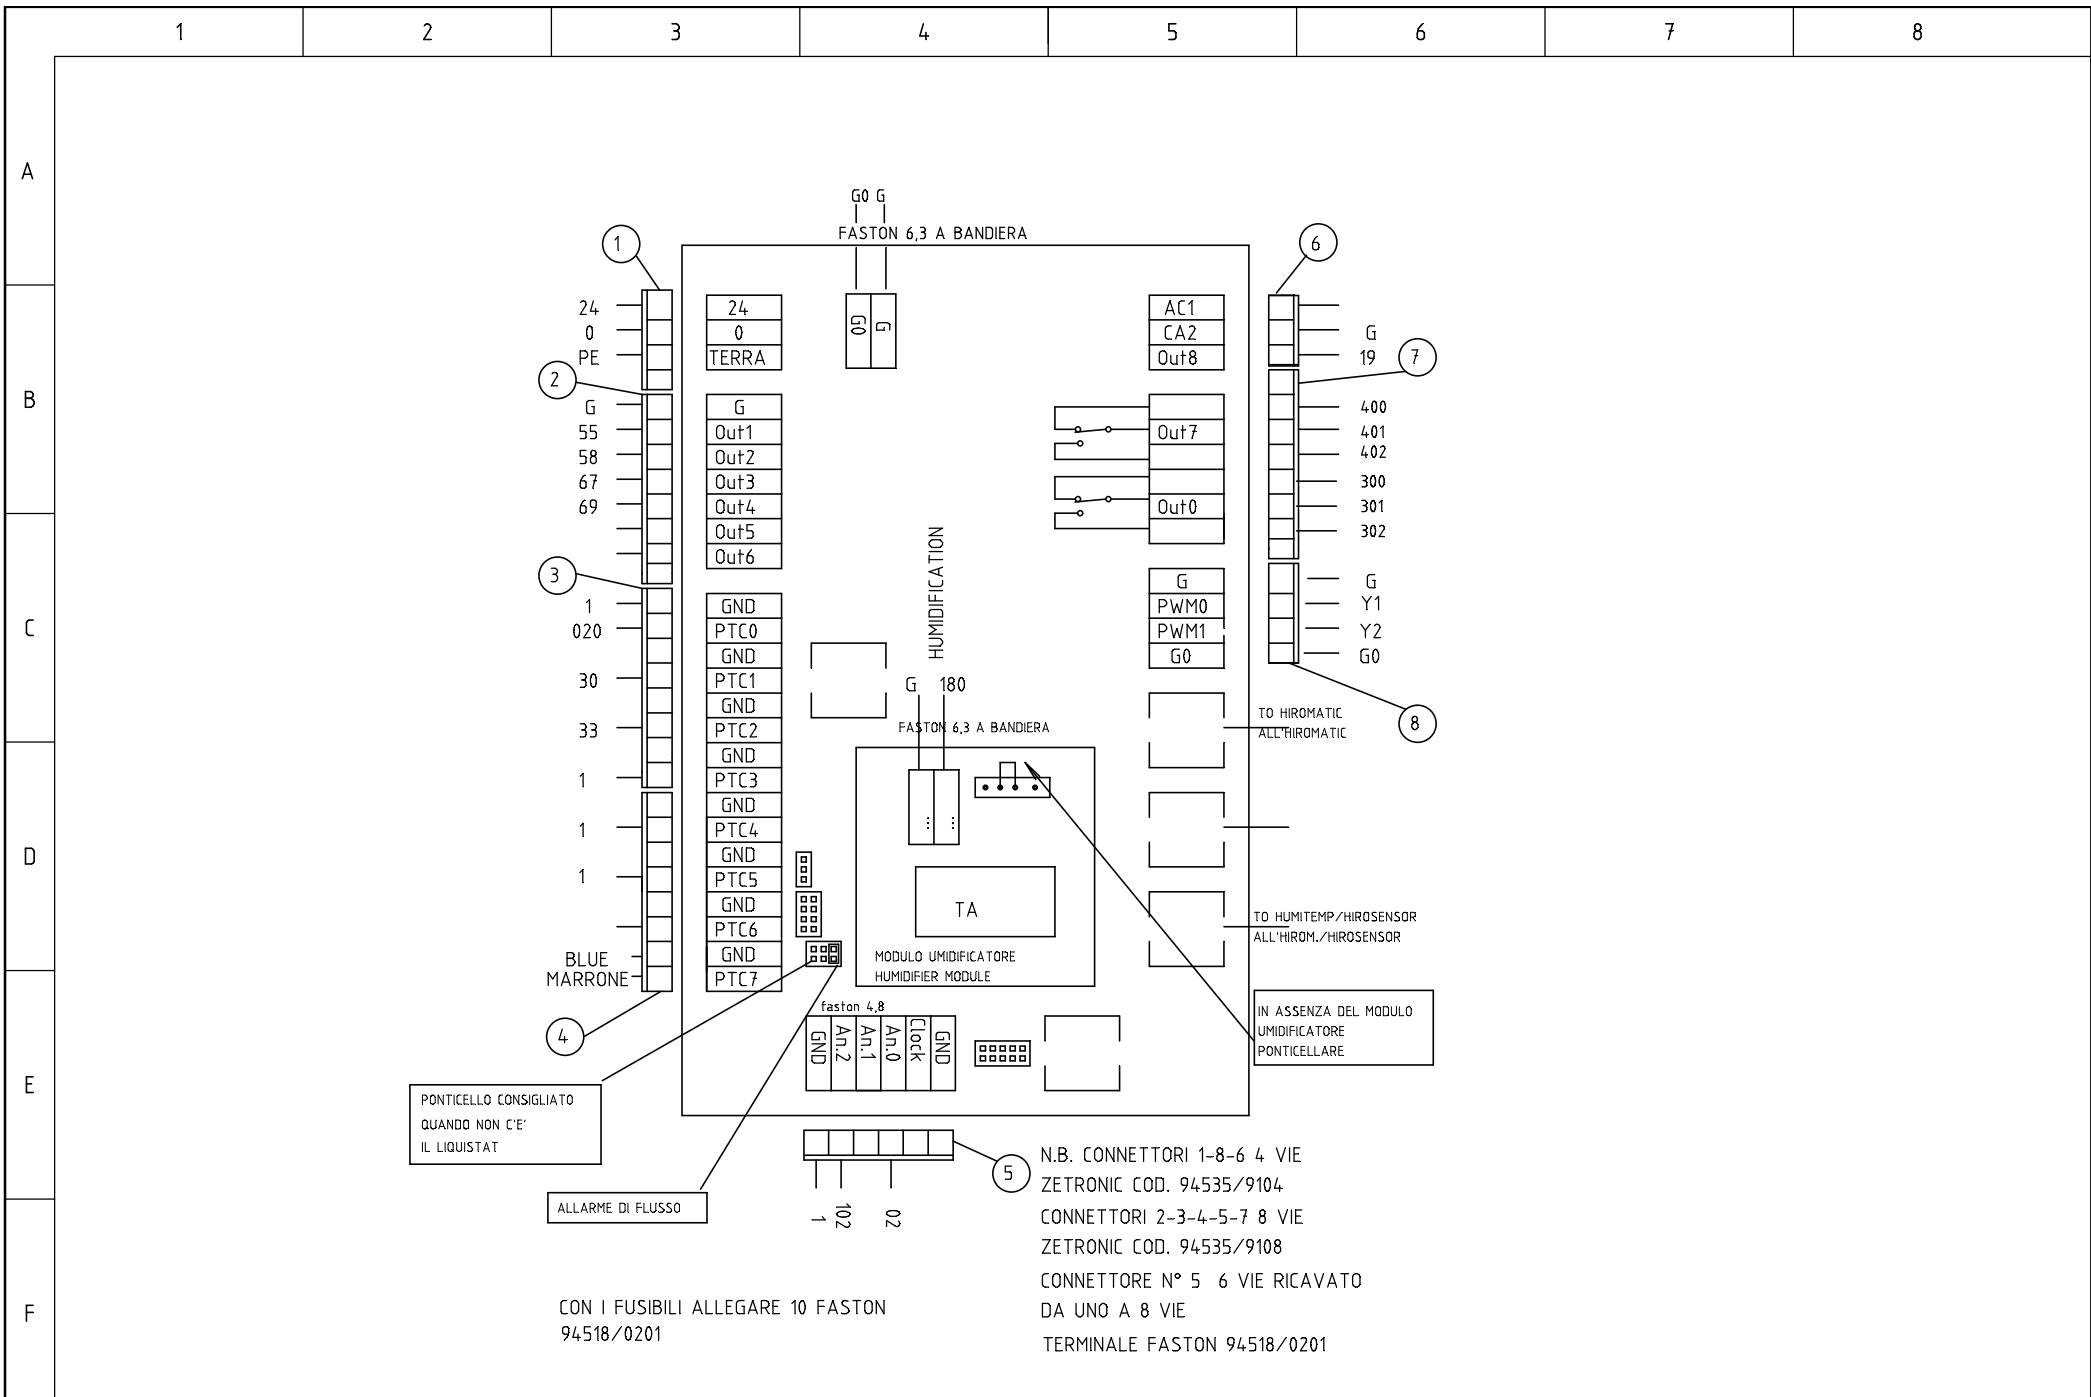 1 2 3 4 5 6 7 8
A
B
C
D
E
F
G0 G
FASTON 6,3 A BANDIERA
1
24
0
PE
2
G
55
58
67
69
3
1
020
30
33
1
1
1
BLUE
MARRONE
4
24
0
TERRA
G
Out1
Out2
Out3
Out4
Out5
Out6
GND
PTC0
GND
PTC1
GND
PTC2
GND
PTC3
GND
PTC4
GND
PTC5
GND
PTC6
GND
PTC7
G0
G
HUMIDIFICATION
G 180
FASTON 6,3 A BANDIERA
TA
MODULO UMIDIFICATORE
HUMIDIFIER MODULE
faston 4,8
GND
An.2
An.1
An.0
Clock
GND
AC1
CA2
Out8
Out7
Out0
G
PWM0
PWM1
G0
6
G
19
7
400
401
402
300
301
302
G
Y1
Y2
G0
8
TO HIROMATIC
ALL'HIROMATIC
TO HUMITEMP/HIROSENSOR
ALL'HIROM./HIROSENSOR
IN ASSENZA DEL MODULO
UMIDIFICATORE
PONTICELLARE
PONTICELLO CONSIGLIATO
QUANDO NON C'E'
IL LIQUISTAT
ALLARME DI FLUSSO
1
102
02
5
N.B. CONNETTORI 1-8-6 4 VIE
ZETRONIC COD. 94535/9104
CONNETTORI 2-3-4-5-7 8 VIE
ZETRONIC COD. 94535/9108
CONNETTORE N° 5 6 VIE RICAVATO
DA UNO A 8 VIE
TERMINALE FASTON 94518/0201
CON I FUSIBILI ALLEGARE 10 FASTON
94518/0201